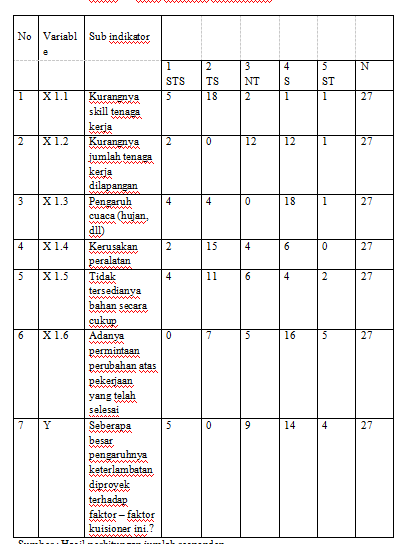 No Variabl Sub indikator
e
1 2 3 4 5 N
STS TS NT S ST
1 X 1.1 Kurangnya 5 18 2 1 1 27
skill tenaga
kerja
2 X 1.2 Kurangnya 2 0 12 12 1 27
jumlah tenaga
kerja
dilapangan
3 X 1.3 Pengaruh 4 4 0 18 1 27
cuaca (hujan,
dll)
4 X 1.4 Kerusakan 2 15 4 6 0 27
peralatan
5 X 1.5 Tidak 4 11 6 4 2 27
tersedianya
bahan secara
cukup
6 X 1.6 Adanya 0 7 5 16 5 27
permintaan
perubahan atas
pekerjaan
yang telah
selesai
7 Y Seberapa 5 0 9 14 4 27
besar
pengaruhnya
keterlambatan
diproyek
terhadap
faktor – faktor
kuisioner ini.?
Sumber : Hasil perhitungan jumlah responden